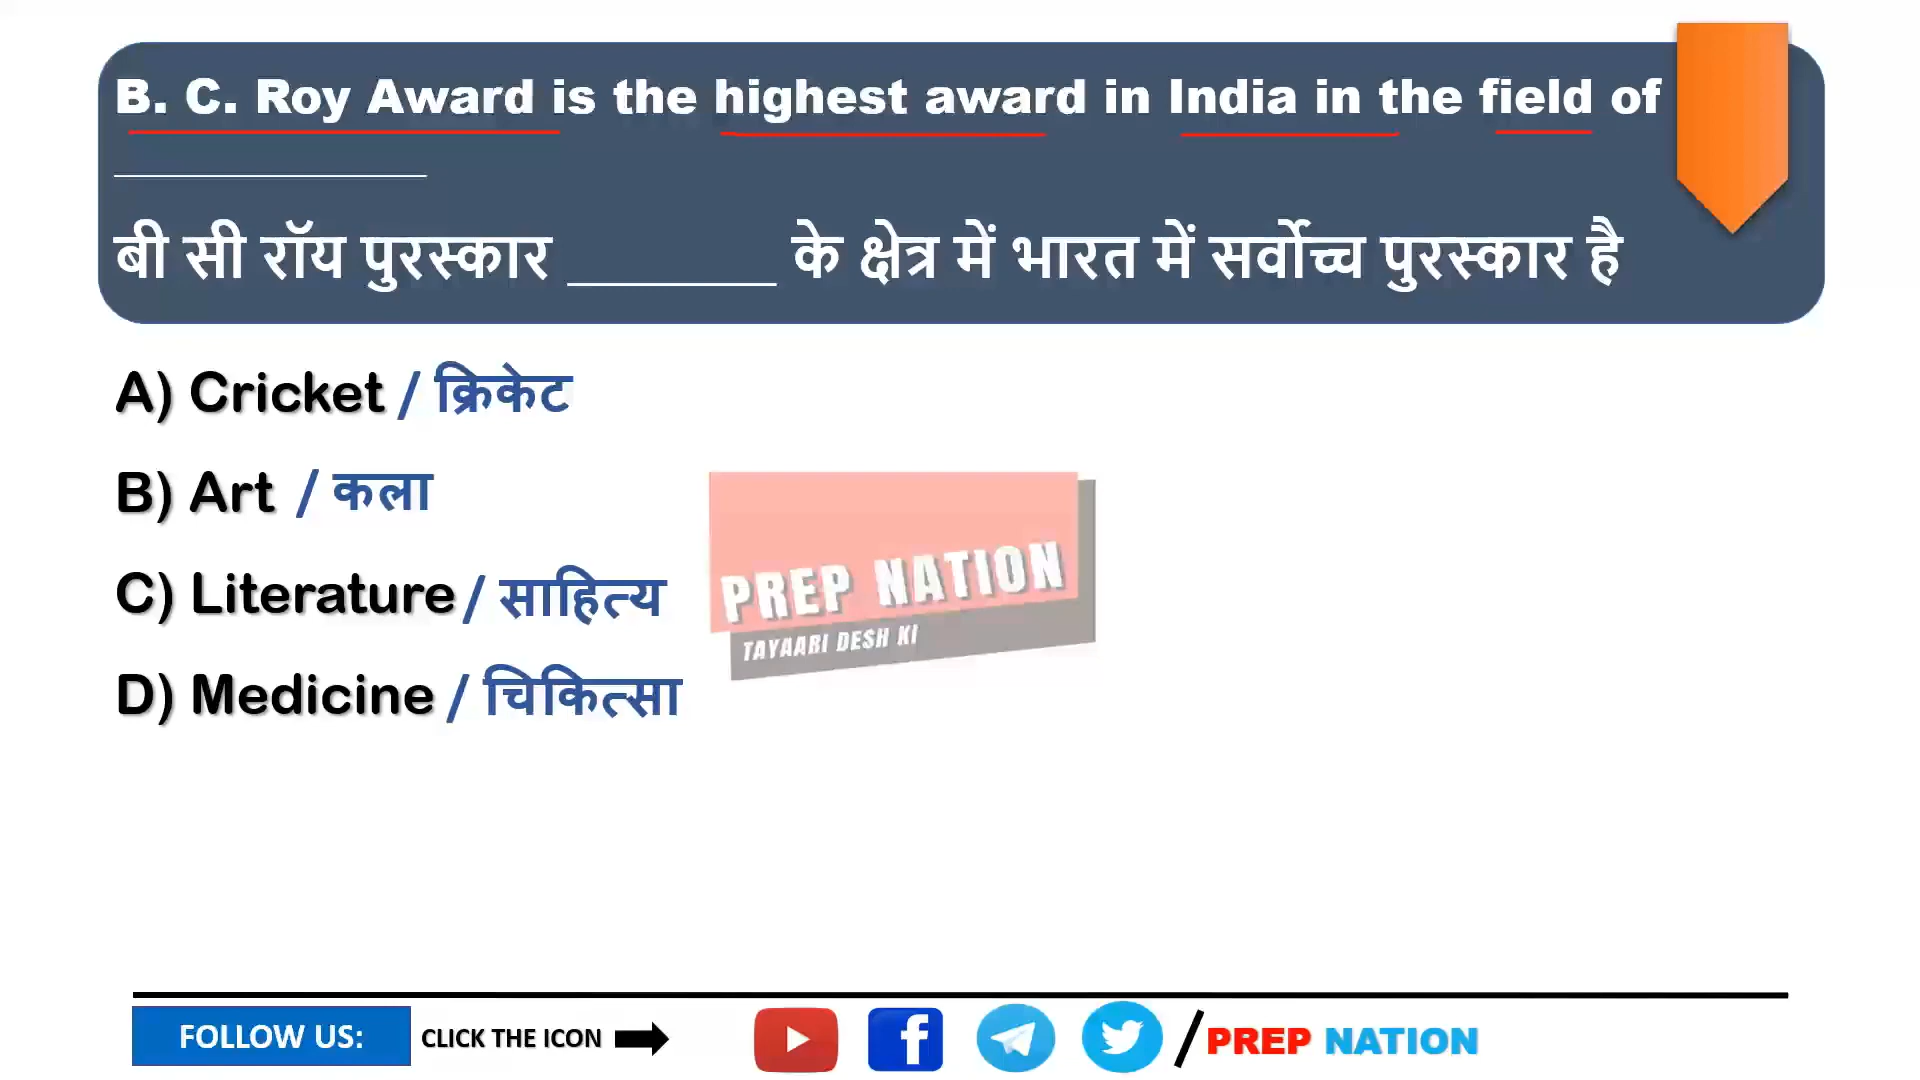 B. C. Roy Award is the highest award in India in the field of
____________
बी सी रॉय पुरस्कार ________ के क्षेत्र में भारत में सर्वोच्च पुरस्कार है
A) Cricket / क्रिकेट
B) Art / कला
C) Literature / साहित्य
D) Medicine / चिकित्सा
PREP NATION
TAYAARI DESH KI
FOLLOW US: CLICK THE ICON /PREP NATION